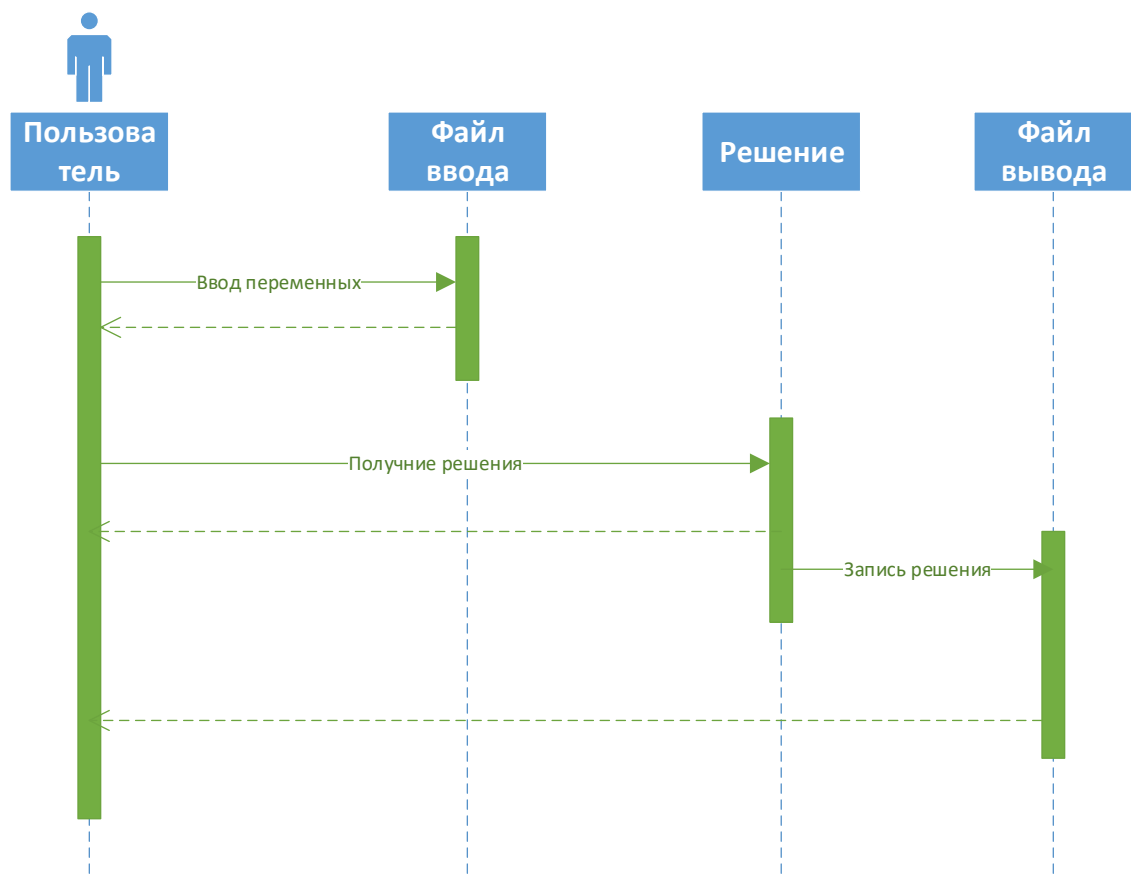 Пользова
тель
Файл
ввода
Решение
Файл
вывода
Ввод переменных
Получние решения
Запись решения